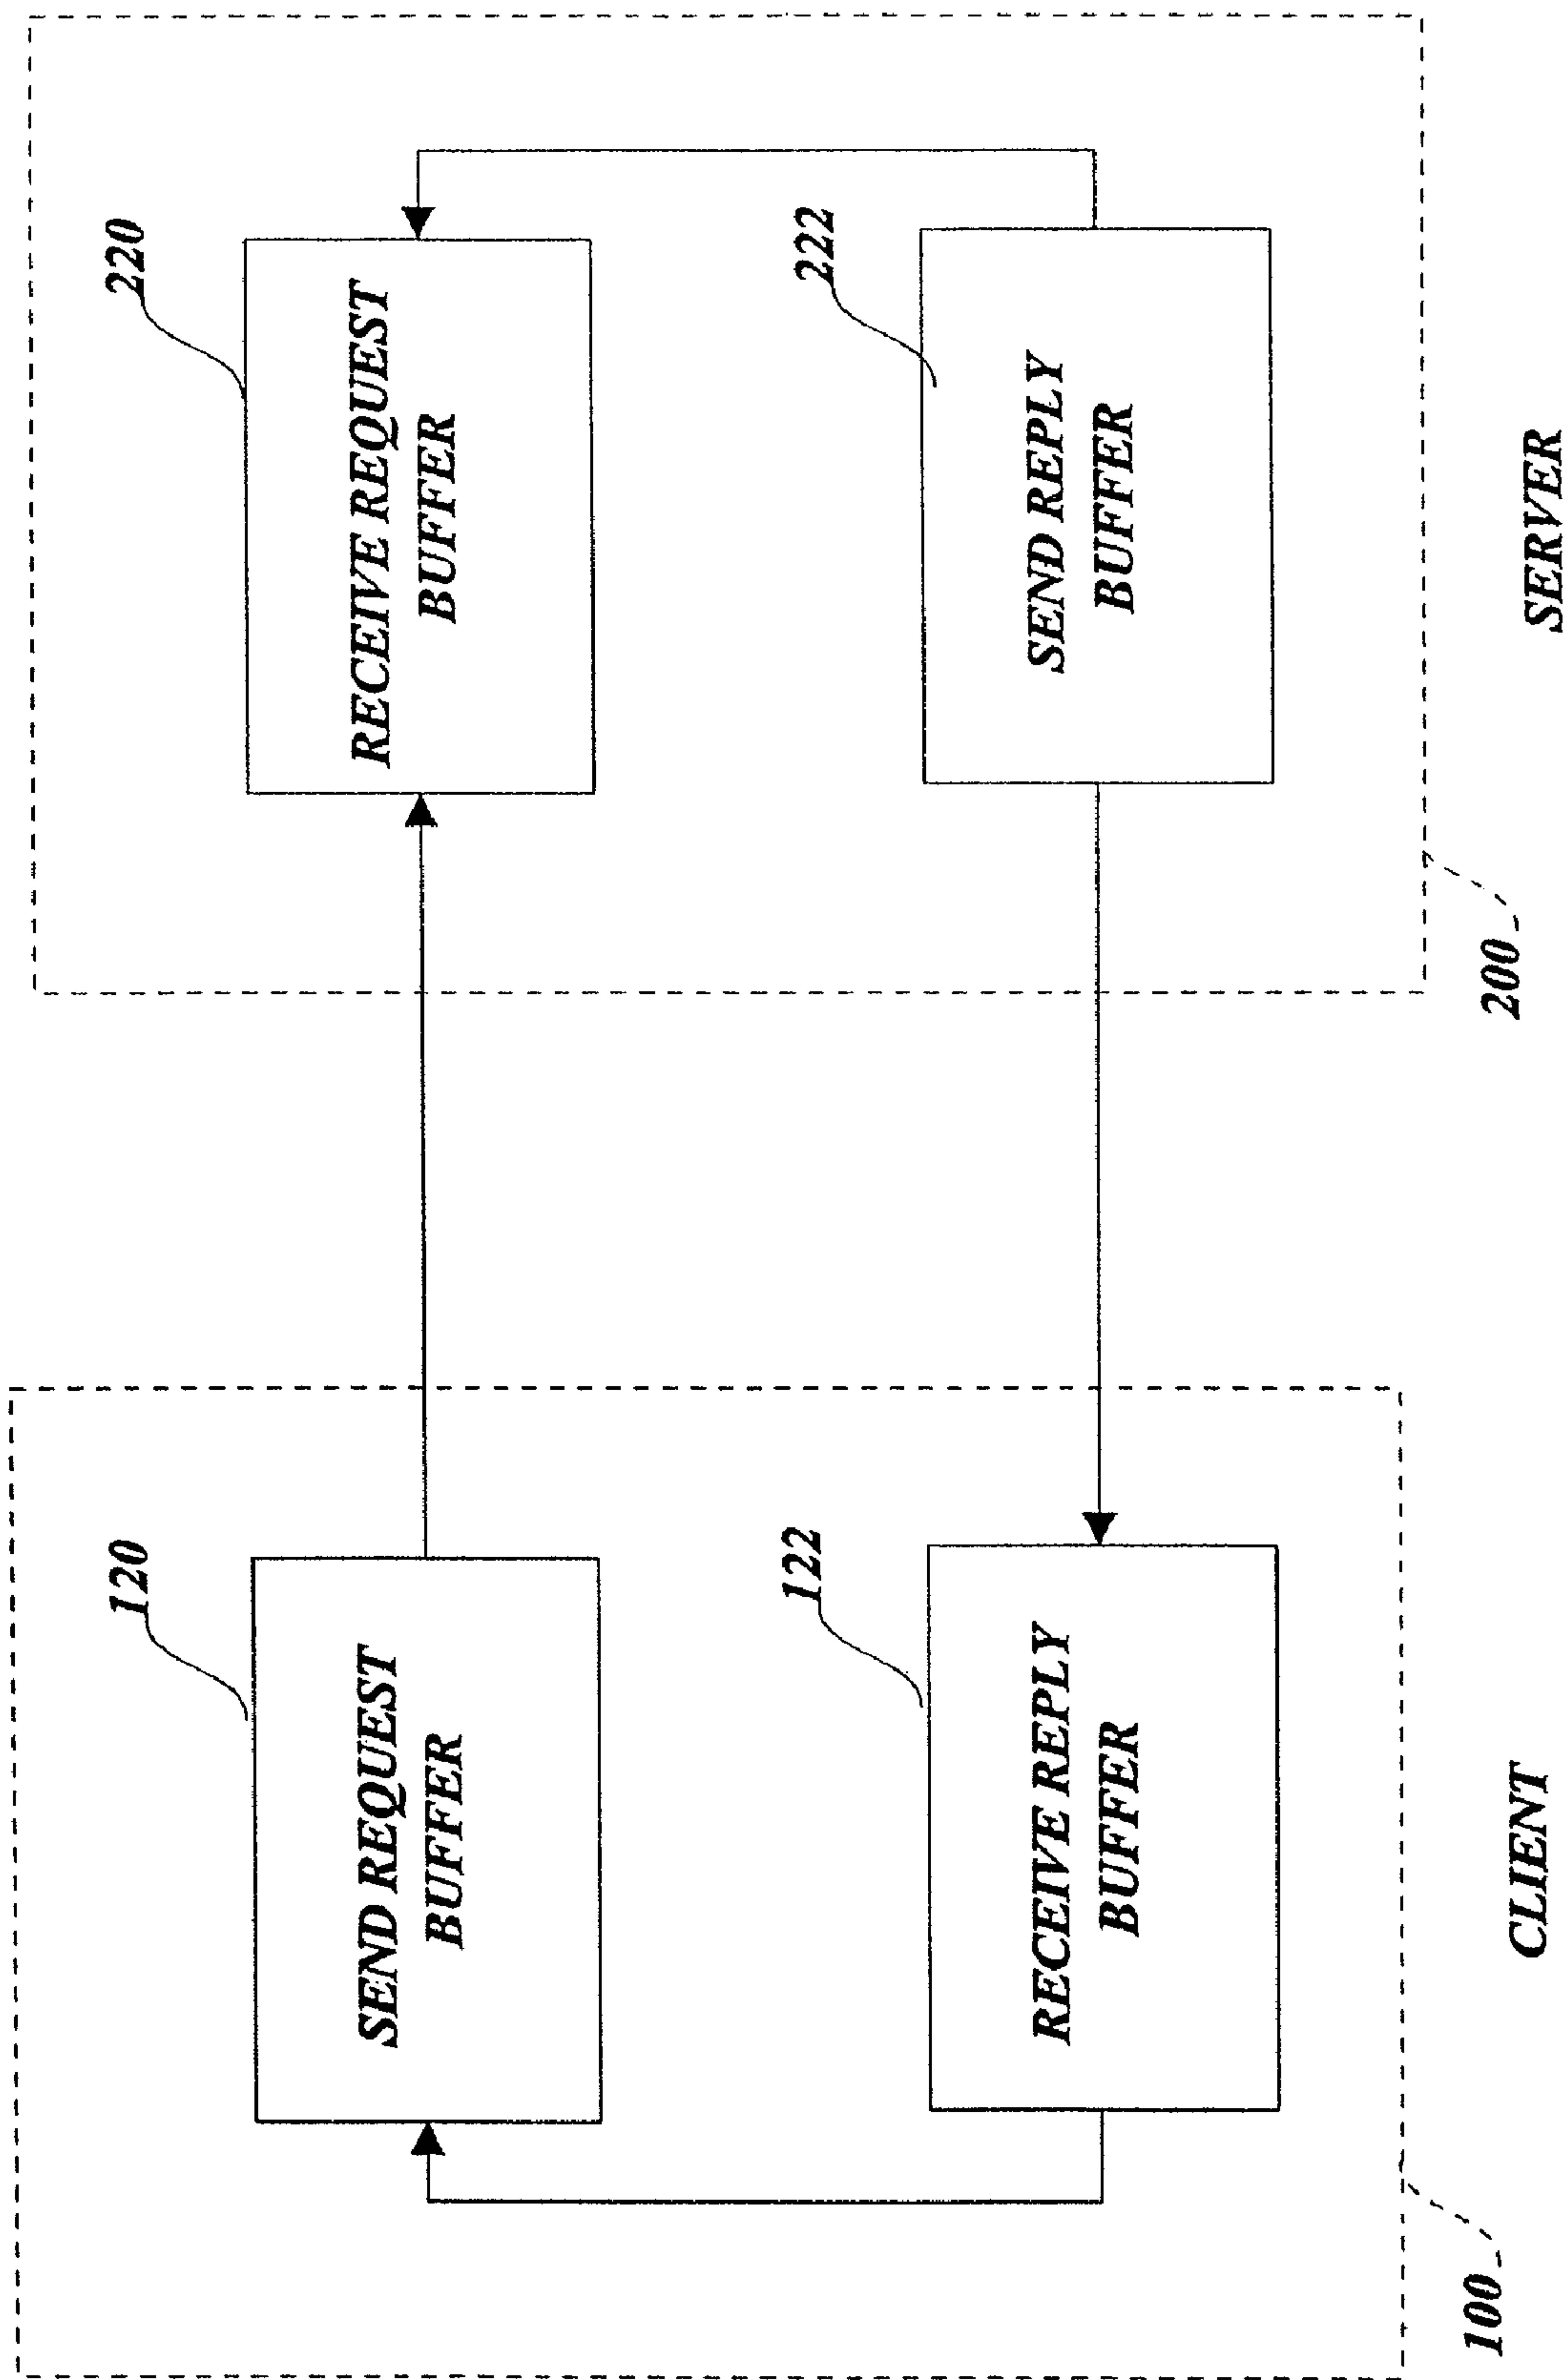 120
SEND REQUEST
BUFFER
220
RECEIVE REQUEST
BUFFER
122
RECEIVE REPLY
BUFFER
222
SEND REPLY
BUFFER
100
CLIENT
200
SERVER